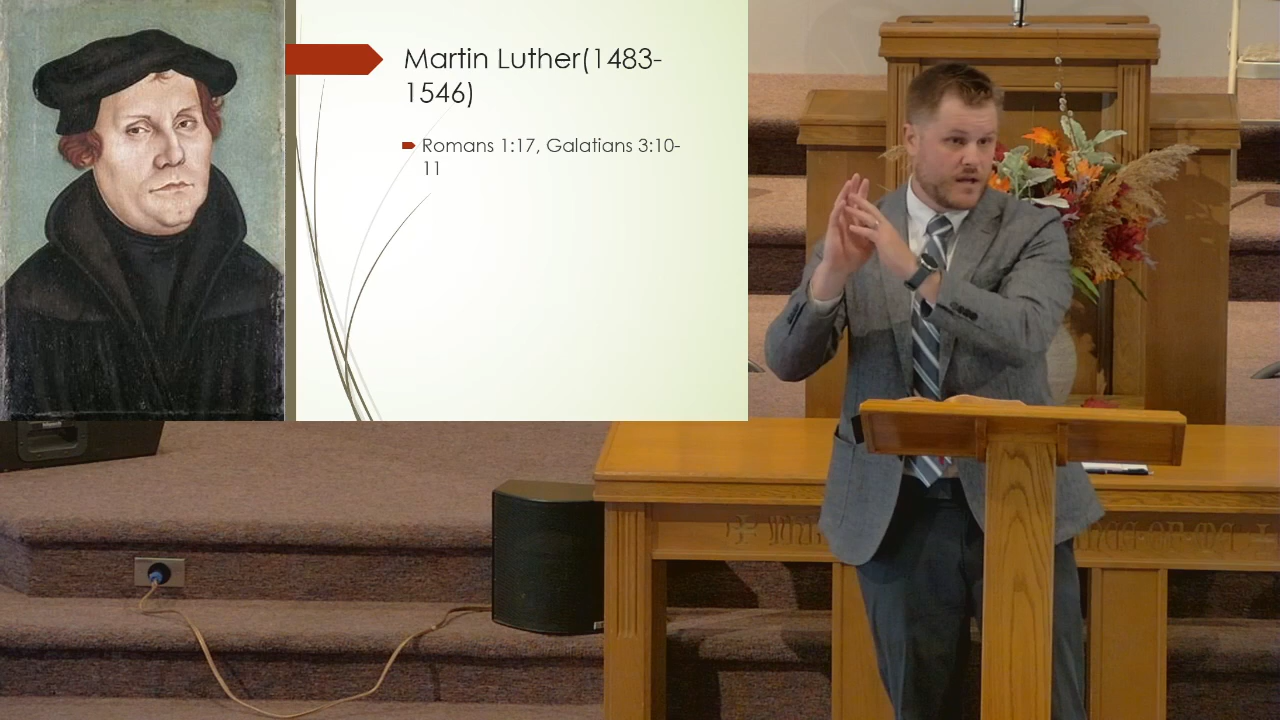 Martin Luther(1483-
1546)
Romans 1:17, Galatians 3:10-
11